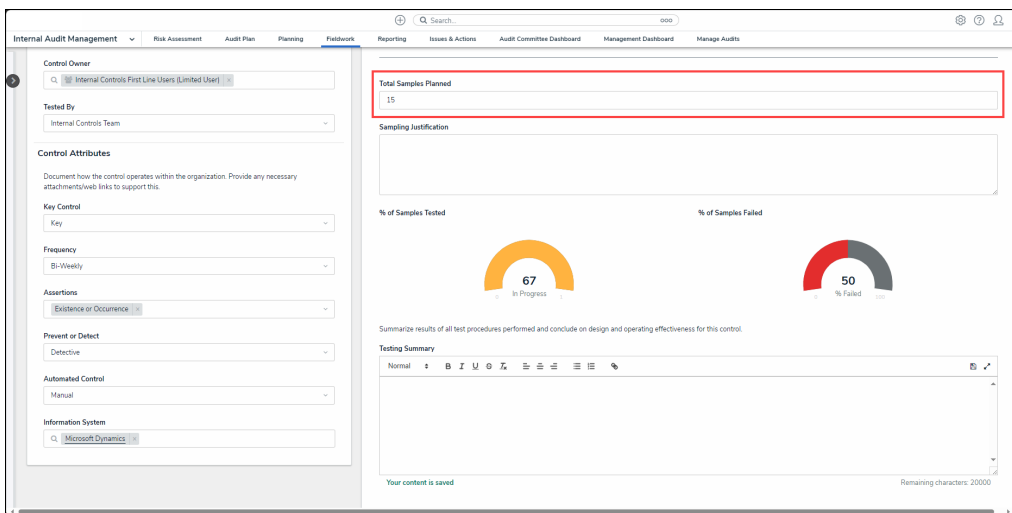 Search...
Internal Audit Management
Risk Assessment
Audit Plan
Planning
Fieldwork
Reporting
Issues & Actions
Audit Committee Dashboard
Management Dashboard
Manage Audits
Control Owner
Internal Controls First Line Users (Limited User)
Tested By
Internal Controls Team
Control Attributes
Document how the control operates within the organization. Provide any necessary
attachments/web links to support this.
Key Control
Key
Frequency
Bi-Weekly
Assertions
Existence or Occurrence
Prevent or Detect
Detective
Automated Control
Manual
Information System
Microsoft Dynamics
Total Samples Planned
15
Sampling Justification
% of Samples Tested
67
In Progress
0
1
% of Samples Failed
50
% Failed
0
100
Summarize results of all test procedures performed and conclude on design and operating effectiveness for this control.
Testing Summary
Normal
Your content is saved
Remaining characters: 20000